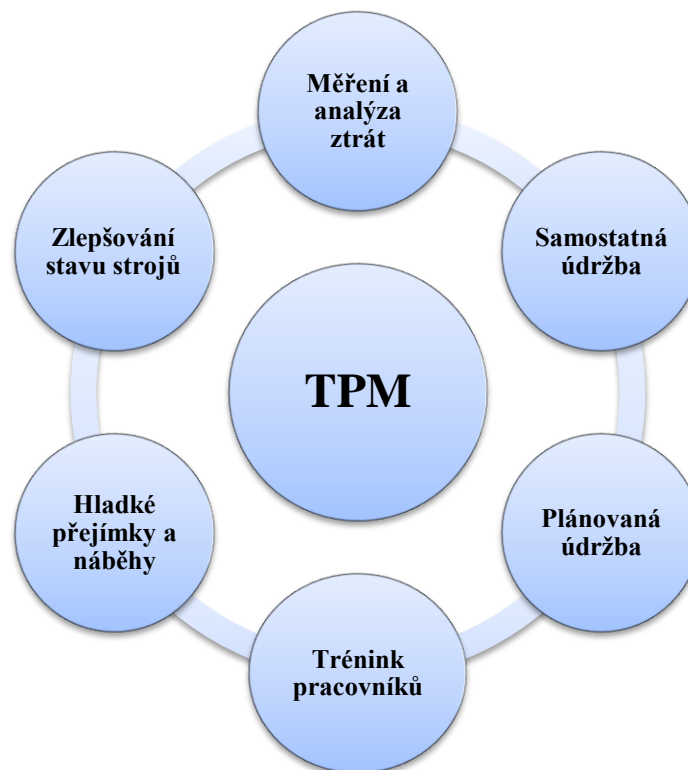 Měření a
analýza
ztrát
Zlepšování
stavu strojů
Samostatná
údržba
TPM
Hladké
přejímky a
náběhy
Plánovaná
údržba
Trénink
pracovníků